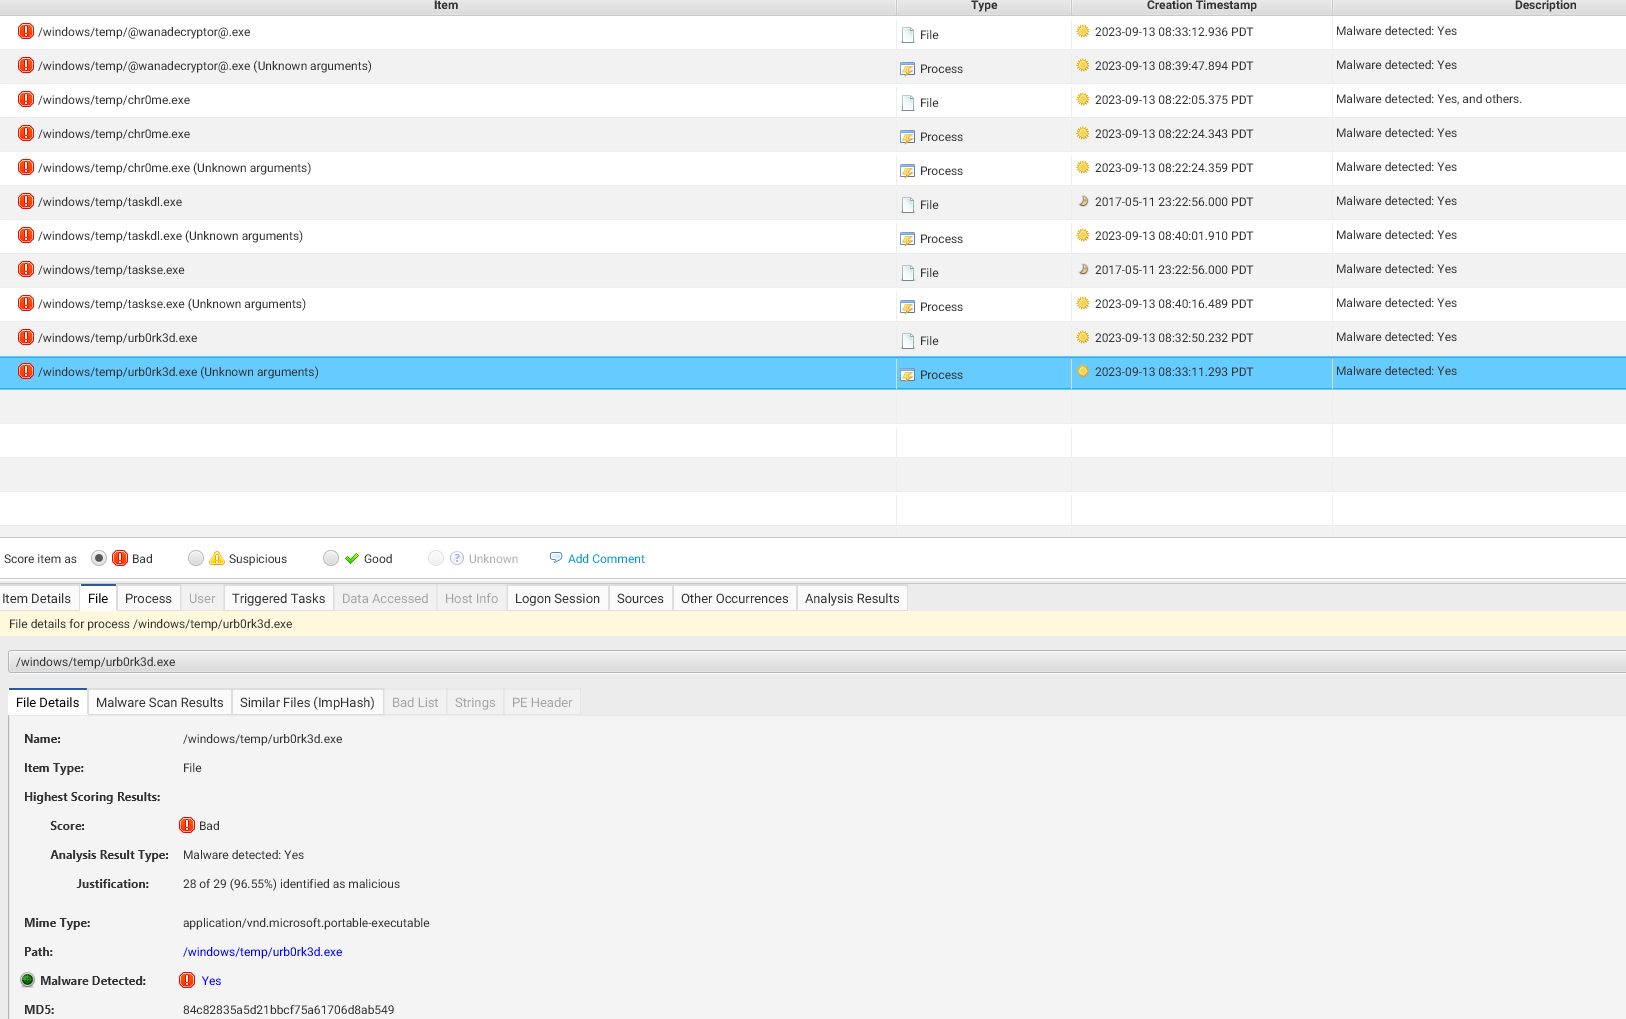 Item Type Creation Timestamp Description
/windows/temp/@wanadecryptor@.exe File 2023-09-13 08:33:12.936 PDT Malware detected: Yes
/windows/temp/@wanadecryptor@.exe (Unknown arguments) Process 2023-09-13 08:39:47.894 PDT Malware detected: Yes
/windows/temp/chr0me.exe File 2023-09-13 08:22:05.375 PDT Malware detected: Yes, and others.
/windows/temp/chr0me.exe Process 2023-09-13 08:22:24.343 PDT Malware detected: Yes
/windows/temp/chr0me.exe (Unknown arguments) Process 2023-09-13 08:22:24.359 PDT Malware detected: Yes
/windows/temp/taskdl.exe File 2017-05-11 23:22:56.000 PDT Malware detected: Yes
/windows/temp/taskdl.exe (Unknown arguments) Process 2023-09-13 08:40:01.910 PDT Malware detected: Yes
/windows/temp/taskse.exe File 2017-05-11 23:22:56.000 PDT Malware detected: Yes
/windows/temp/taskse.exe (Unknown arguments) Process 2023-09-13 08:40:16.489 PDT Malware detected: Yes
/windows/temp/urb0rk3d.exe File 2023-09-13 08:32:50.232 PDT Malware detected: Yes
/windows/temp/urb0rk3d.exe (Unknown arguments) Process 2023-09-13 08:33:11.293 PDT Malware detected: Yes
Score item as Bad Suspicious Good Unknown Add Comment
Item Details File Process User Triggered Tasks Data Accessed Host Info Logon Session Sources Other Occurrences Analysis Results
File details for process /windows/temp/urb0rk3d.exe
/windows/temp/urb0rk3d.exe
File Details Malware Scan Results Similar Files (ImpHash) Bad List Strings PE Header
Name: /windows/temp/urb0rk3d.exe
Item Type: File
Highest Scoring Results:
Score: Bad
Analysis Result Type: Malware detected: Yes
Justification: 28 of 29 (96.55%) identified as malicious
Mime Type: application/vnd.microsoft.portable-executable
Path: /windows/temp/urb0rk3d.exe
Malware Detected: Yes
MD5: 84c82835a5d21bbcf75a61706d8ab549